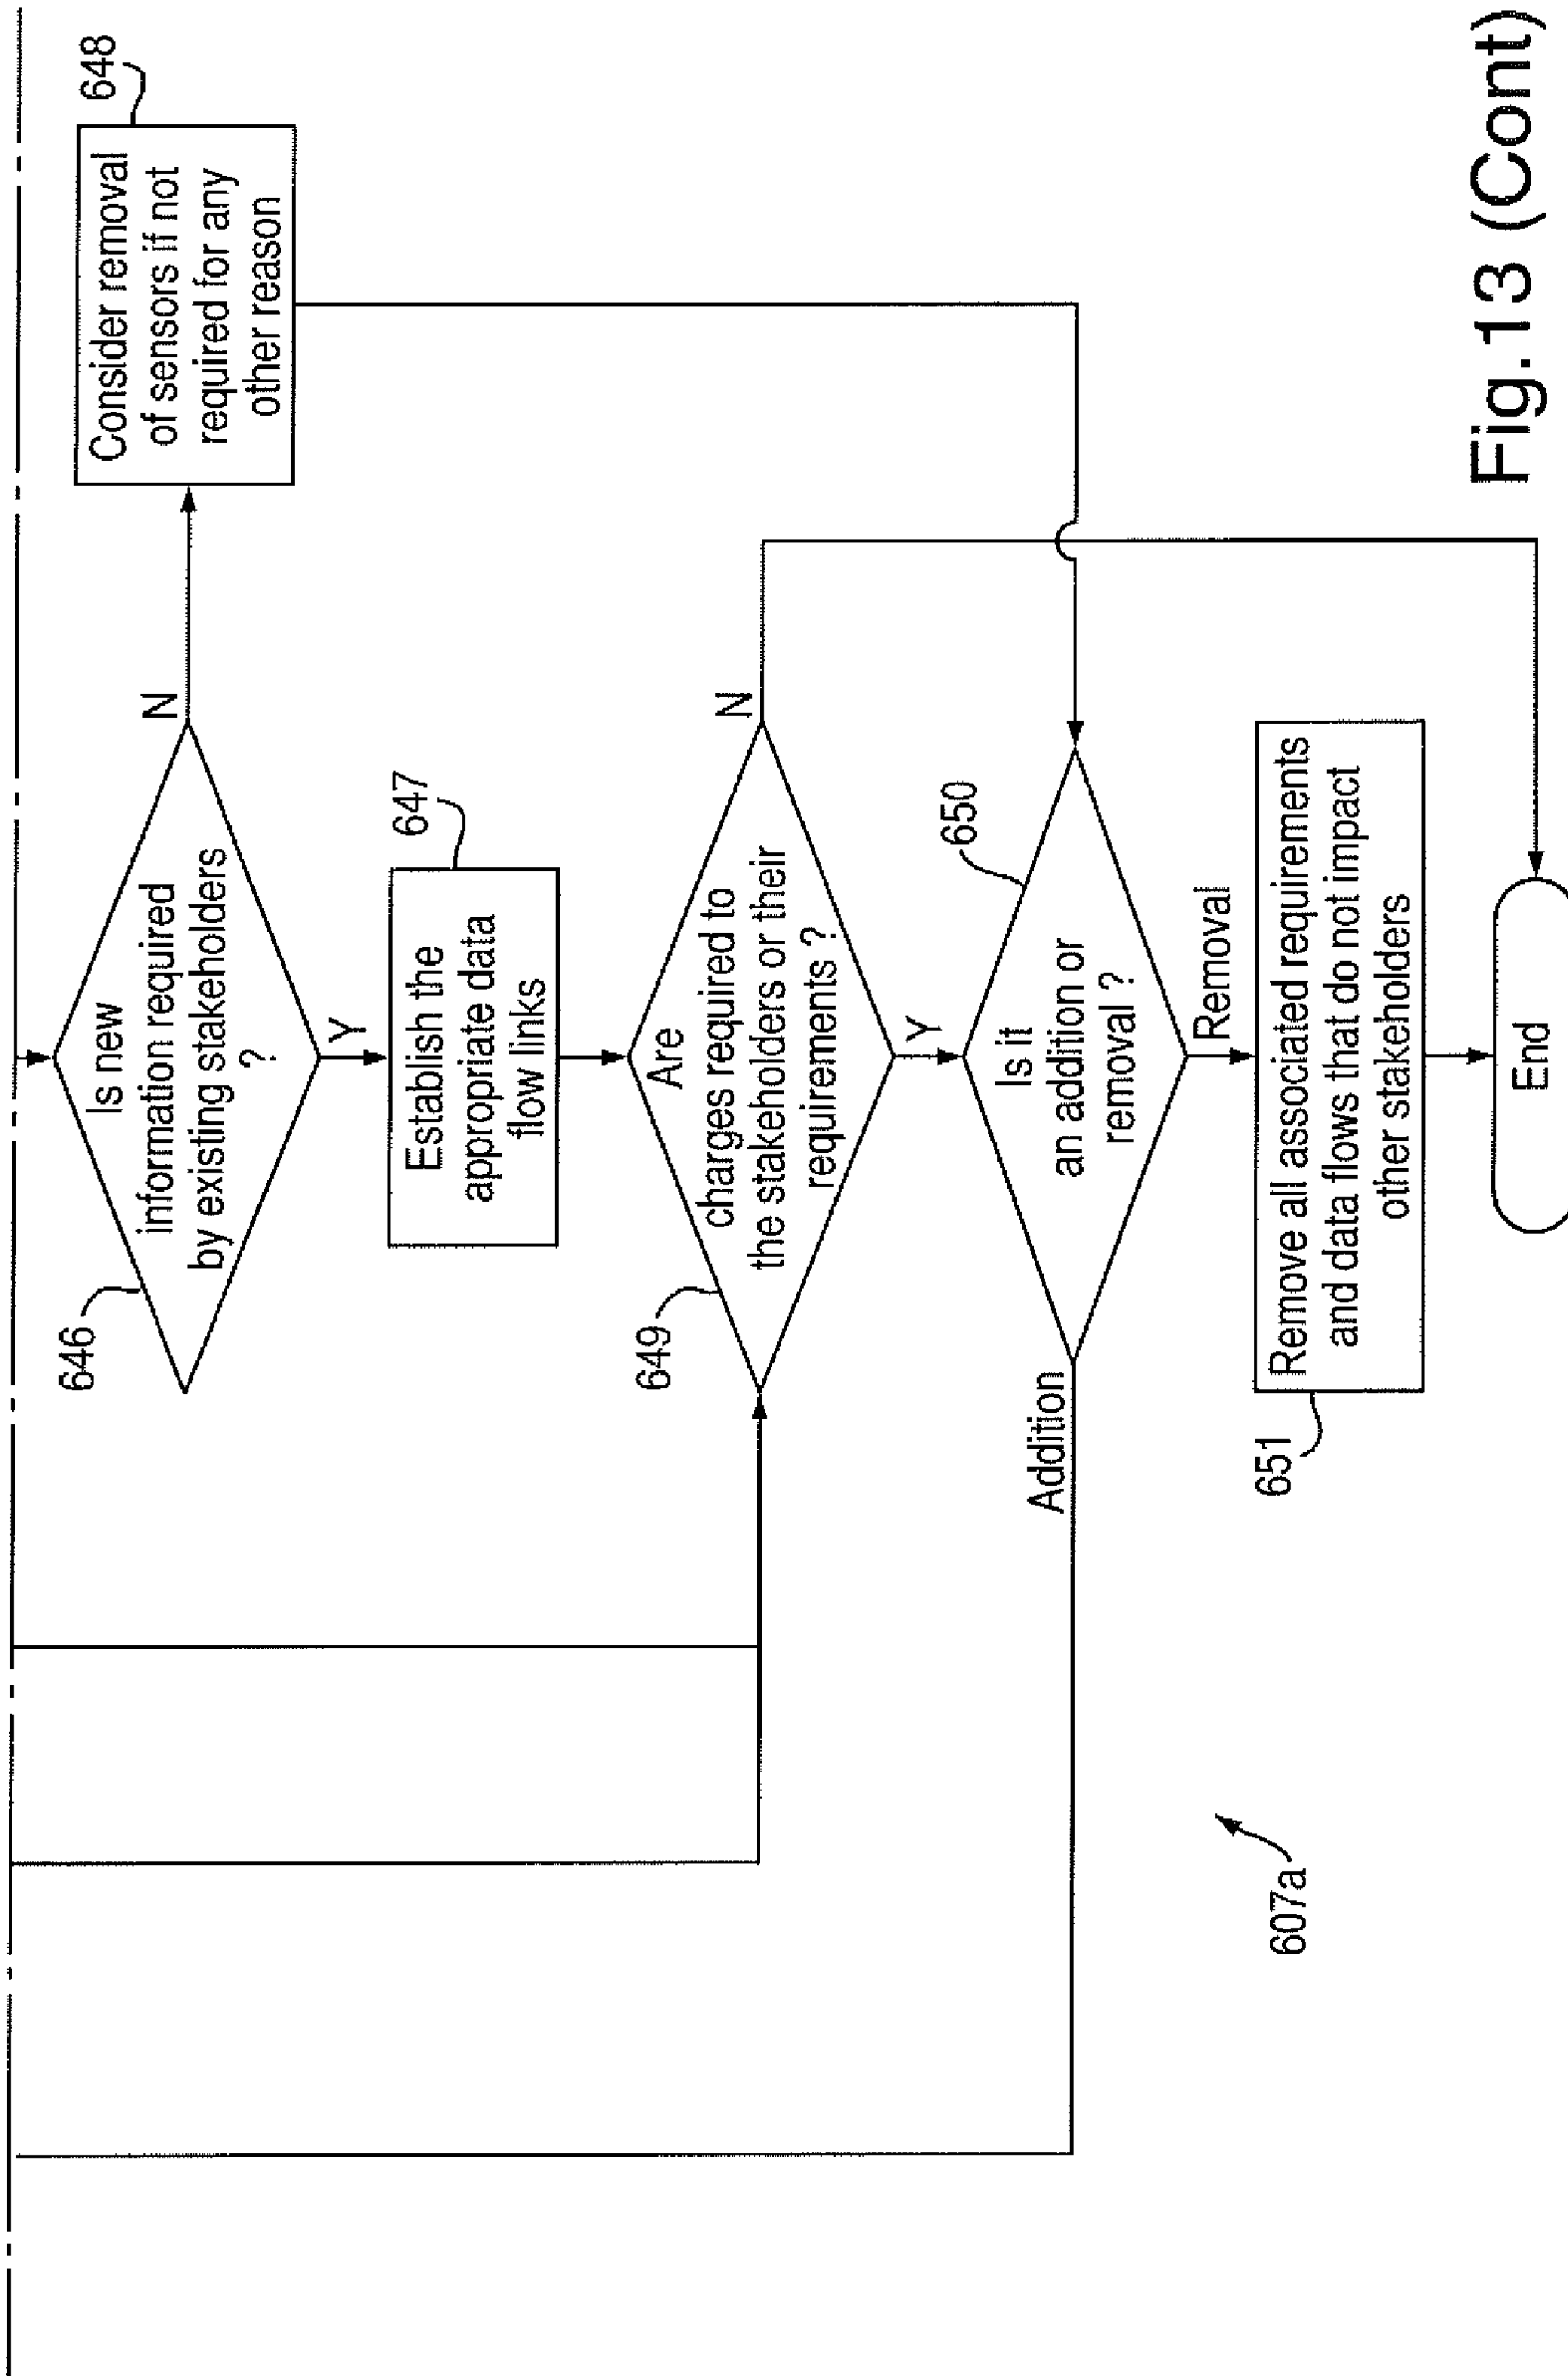 646
Is new
information required
by existing stakeholders
?
N
648
Consider removal
of sensors if not
required for any
other reason
Y
647
Establish the
appropriate data
flow links
649
Are
charges required to
the stakeholders or their
requirements ?
N
Y
650
Is it
an addition or
removal ?
Addition
Removal
651
Remove all associated requirements
and data flows that do not impact
other stakeholders
End
607a
Fig.13 (Cont)